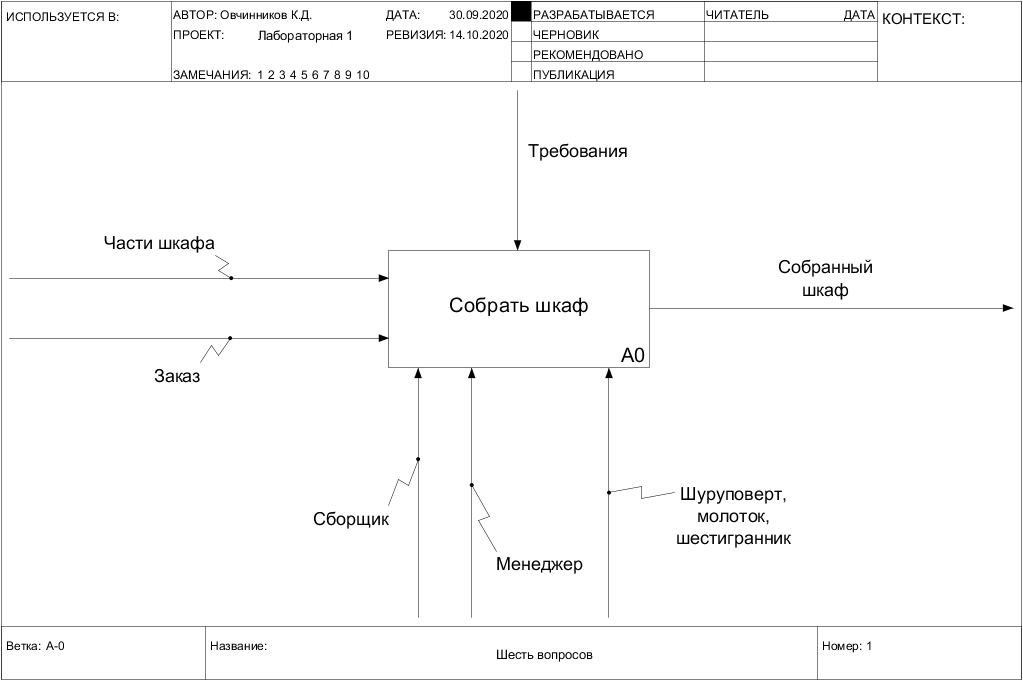 ИСПОЛЬЗУЕТСЯ В:
АВТОР: Овчинников К.Д.
ДАТА: 30.09.2020
ПРОЕКТ: Лабораторная 1
РЕВИЗИЯ: 14.10.2020
ЗАМЕЧАНИЯ: 1 2 3 4 5 6 7 8 9 10
РАЗРАБАТЫВАЕТСЯ
ЧЕРНОВИК
РЕКОМЕНДОВАНО
ПУБЛИКАЦИЯ
ЧИТАТЕЛЬ ДАТА
КОНТЕКСТ:
Требования
Части шкафа
Собранный
шкаф
Собрать шкаф
A0
Заказ
Сборщик
Менеджер
Шуруповерт,
молоток,
шестигранник
Ветка: A-0
Название:
Шесть вопросов
Номер: 1